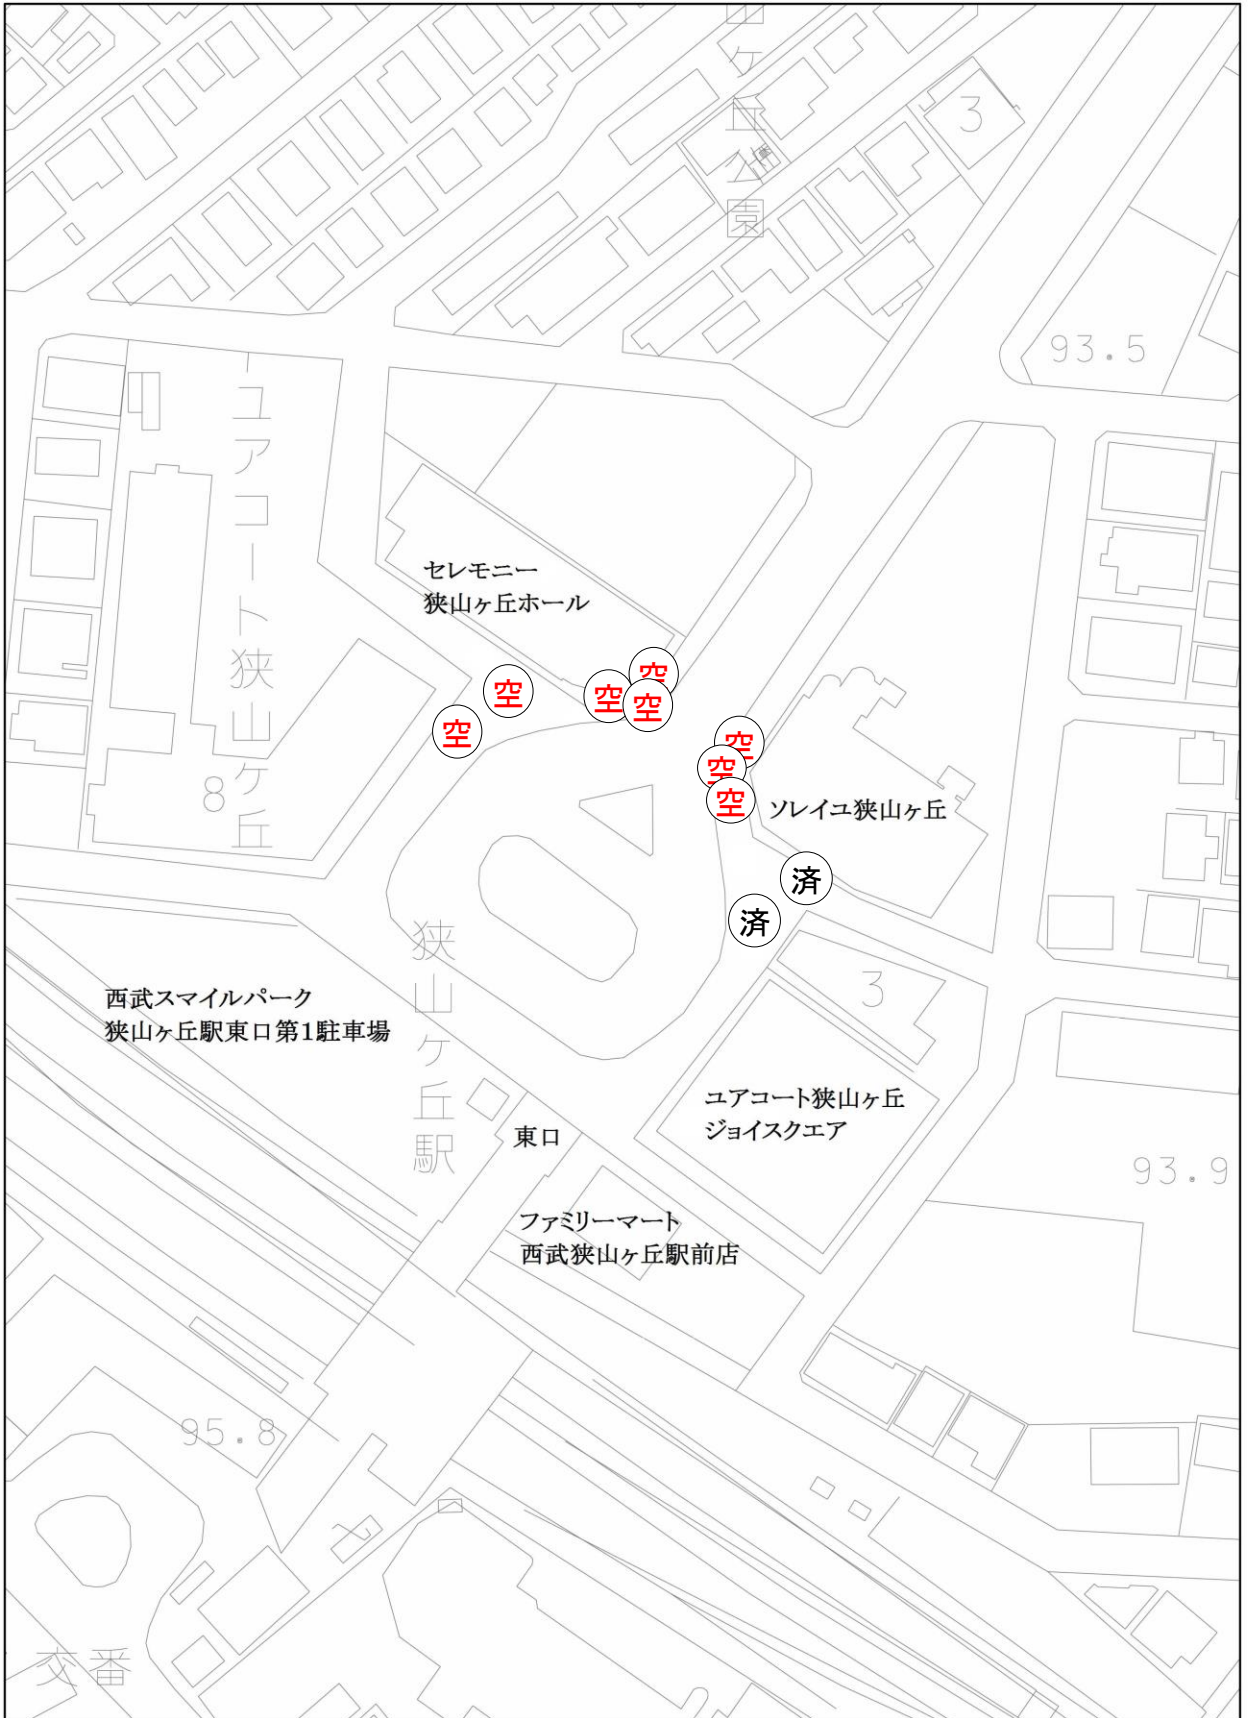 山ヶ丘公園
3
93.5
ユアコート狭山ケ丘
8
セレモニー
狭山ヶ丘ホール
空
空
空
空
空
空
空
空
ソレイユ狭山ヶ丘
済
済
狭山ケ丘駅
西武スマイルパーク
狭山ヶ丘駅東口第1駐車場
3
ユアコート狭山ヶ丘
ジョイスクエア
東口
93.9
ファミリーマート
西武狭山ヶ丘駅前店
95.8
交番